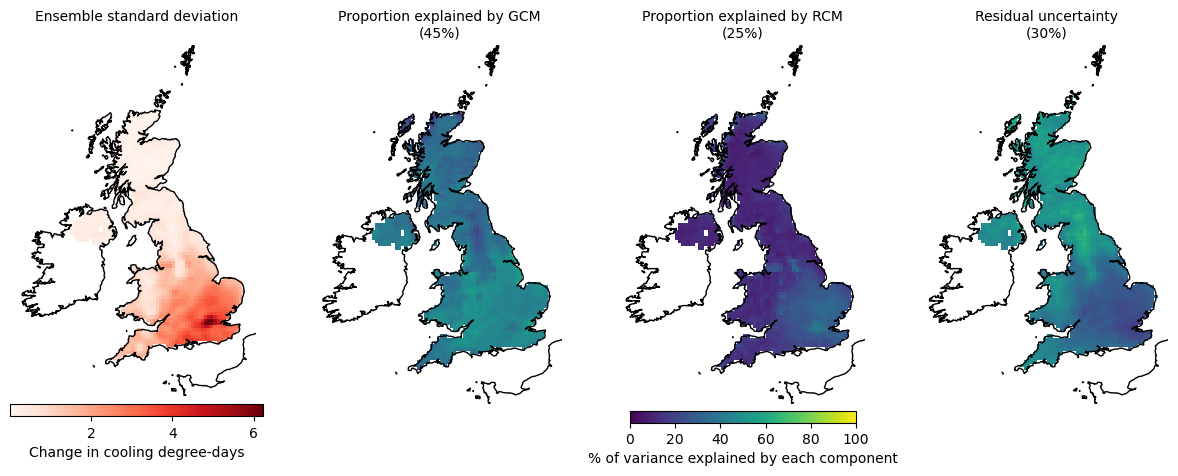 Ensemble standard deviation
Proportion explained by GCM
(45%)
Proportion explained by RCM
(25%)
Residual uncertainty
(30%)
2 4 6
Change in cooling degree-days
0 20 40 60 80 100
% of variance explained by each component